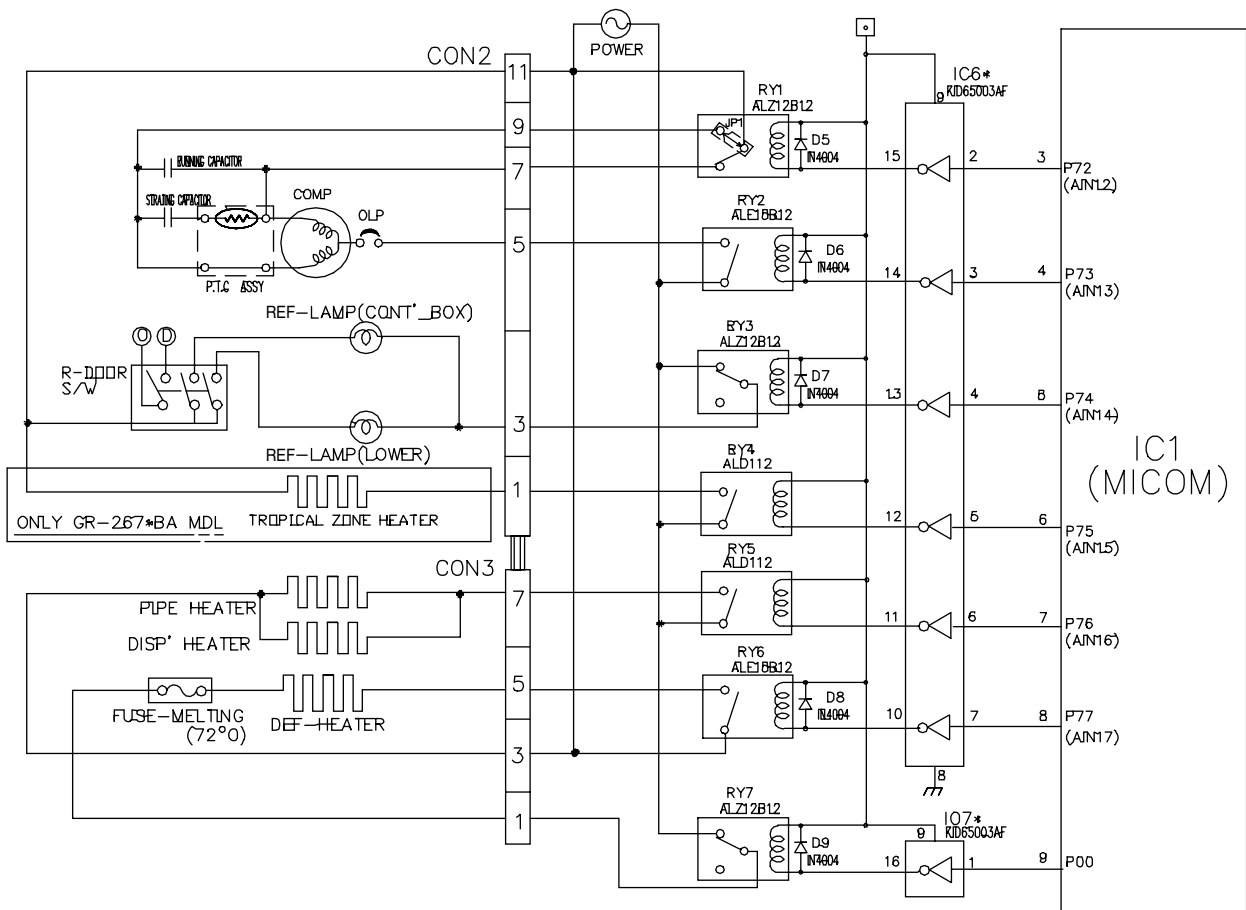 POWER
CON2
11
IC6*
KID65003AF
9
RY1
ALZ12B12
JP1
D5
IN4004
15
2
3
P72
(AIN12)
9
7
RUNNING CAPACITOR
STRATING CAPACITOR
COMP
OLP
P.T.C ASSY
5
RY2
ALE15B12
D6
IN4004
14
3
4
P73
(AIN13)
REF-LAMP(CONT'_BOX)
R-DOOR
S/W
REF-LAMP(LOWER)
3
RY3
ALZ12B12
D7
IN4004
13
4
5
P74
(AIN14)
IC1
(MICOM)
ONLY GR-267*BA MDL
TROPICAL ZONE HEATER
1
RY4
ALD112
12
5
6
P75
(AIN15)
CON3
PIPE HEATER
DISP' HEATER
7
RY5
ALD112
11
6
7
P76
(AIN16)
FUSE-MELTING
(72°C)
DEF-HEATER
5
RY6
ALE15B12
D8
IN4004
10
7
8
P77
(AIN17)
3
8
1
RY7
ALZ12B12
D9
IN4004
IC7*
KID65003AF
9
16
1
9
P00